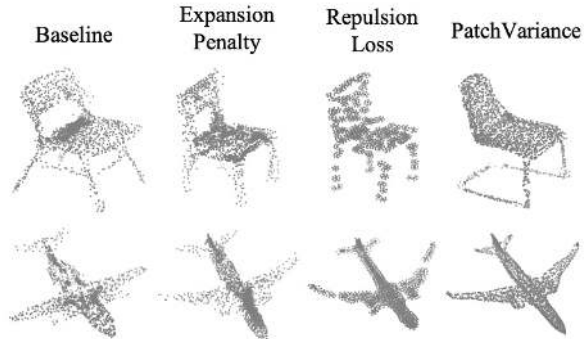 Baseline
Expansion
Penalty
Repulsion
Loss
PatchVariance